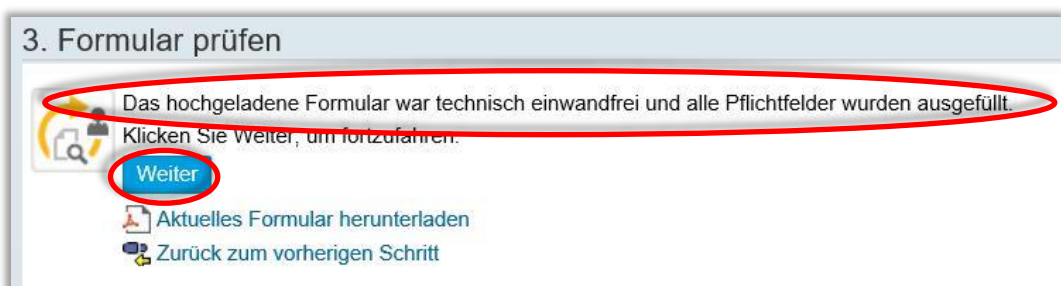 3. Formular prüfen
Das hochgeladene Formular war technisch einwandfrei und alle Pflichtfelder wurden ausgefüllt.
Klicken Sie Weiter, um fortzufahren.
Weiter
Aktuelles Formular herunterladen
Zurück zum vorherigen Schritt